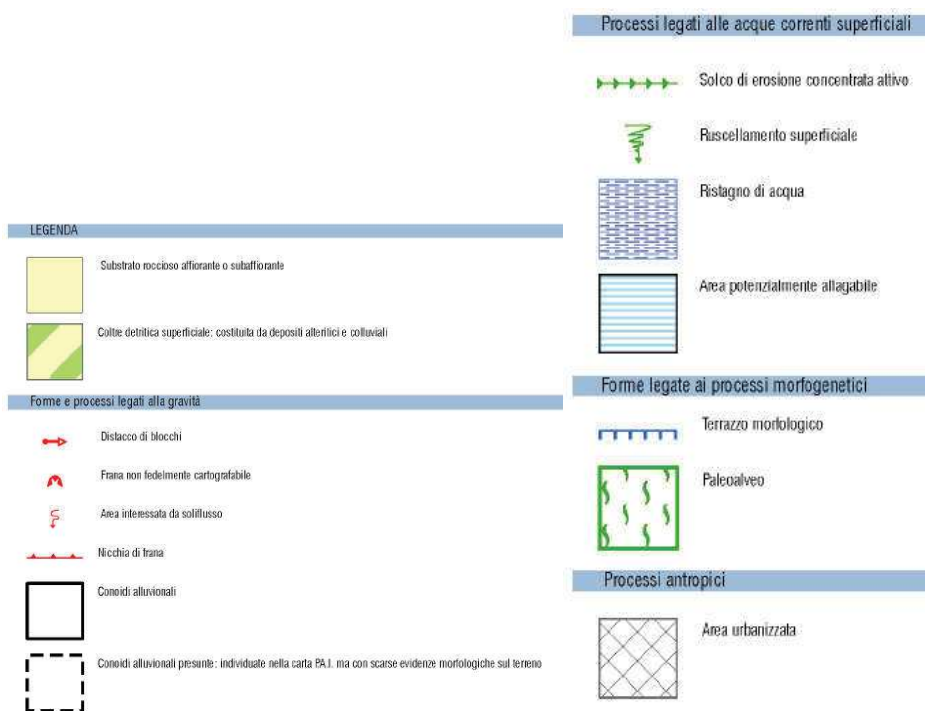 LEGENDA
Substrato roccioso affiorante o subaffiorante
Coltre detritica superficiale: costituita da depositi alteritici e colluviali
Forme e processi legati alla gravità
Distacco di blocchi
Frana non fedelmente cartografabile
Area interessata da soliflusso
Nicchia di frana
Conoidi alluvionali
Conoidi alluvionali presunte: individuate nella carta P.A.I. ma con scarse evidenze morfologiche sul terreno
Processi legati alle acque correnti superficiali
Solco di erosione concentrata attivo
Ruscellamento superficiale
Ristagno di acqua
Area potenzialmente allagabile
Forme legate ai processi morfogenetici
Terrazzo morfologico
Paleoalveo
Processi antropici
Area urbanizzata